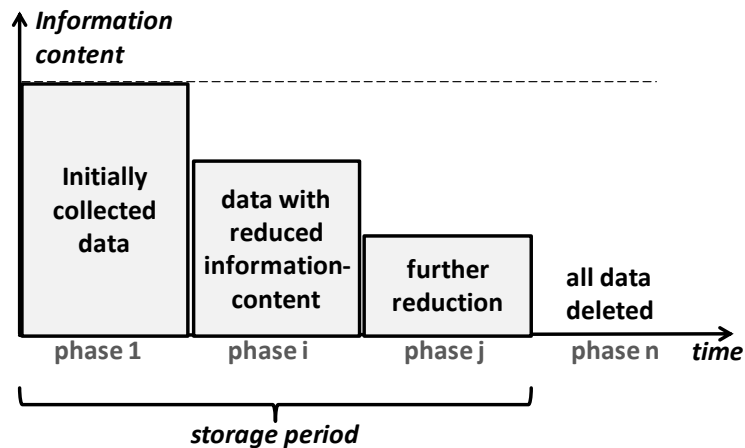 Information
content
Initially
collected
data
data with
reduced
information-
content
further
reduction
all data
deleted
phase 1
phase i
phase j
phase n
time
storage period